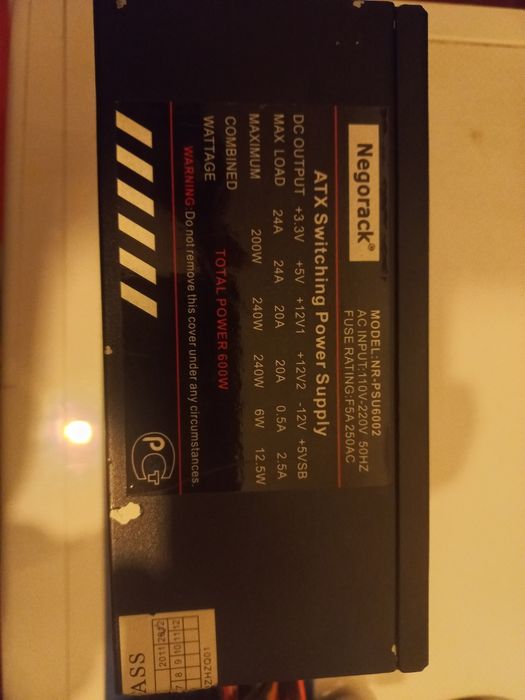 Negorack®
MODEL:NR-PSU6002
AC INPUT:110V-220V 50HZ
FUSE RATING:F5A 250AC
ATX Switching Power Supply
DC OUTPUT +3.3V +5V +12V1 +12V2 -12V +5VSB
MAX LOAD 24A 24A 20A 20A 0.5A 2.5A
MAXIMUM 200W 240W 240W 6W 12.5W
COMBINED
WATTAGE TOTAL POWER 600W
WARNING:Do not remove this cover under any circumstances.
PCT
10QZHZ
7 8 9 10 11 12
2011
ASS